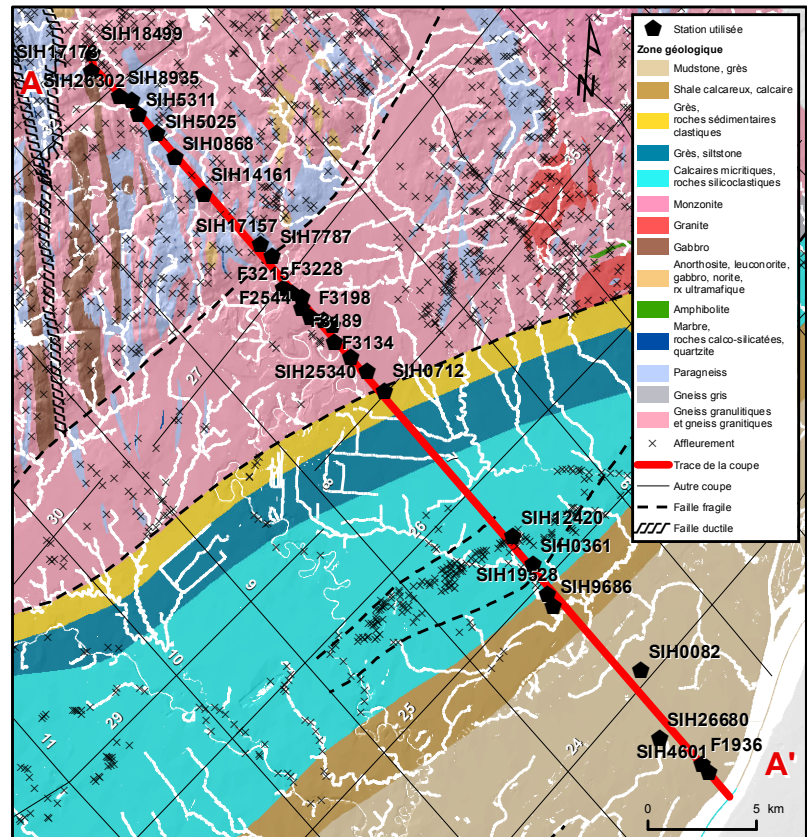 SIH18499
SIH17173
A
SIH26302
SIH8935
SIH5311
SIH5025
SIH0868
SIH14161
SIH17157
SIH7787
F3215
F3228
F2544
F3198
F3189
F3134
SIH25340
SIH0712
SIH12420
SIH0361
SIH19528
SIH9686
SIH0082
SIH26680
SIH4601
F1936
A'
35
27
30
8
7
6
26
9
10
29
11
25
24
N
0 5 km
Station utilisée
Zone géologique
Mudstone, grès
Shale calcareux, calcaire
Grès,
roches sédimentaires
clastiques
Grès, siltstone
Calcaires micritiques,
roches silicoclastiques
Monzonite
Granite
Gabbro
Anorthosite, leuconorite,
gabbro, norite,
rx ultramafique
Amphibolite
Marbre,
roches calco-silicatées,
quartzite
Paragneiss
Gneiss gris
Gneiss granulitiques
et gneiss granitiques
Affleurement
Trace de la coupe
Autre coupe
Faille fragile
Faille ductile